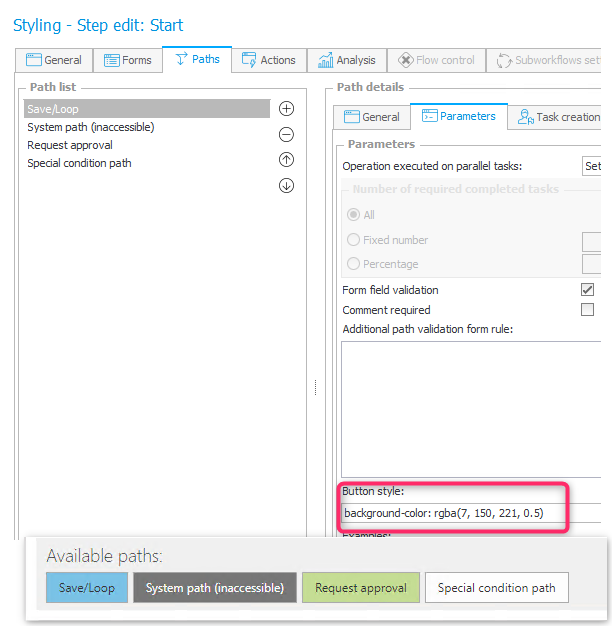 Styling - Step edit: Start
General
Forms
Paths
Actions
Analysis
Flow control
Subworkflows
Path list
Save/Loop
System path (inaccessible)
Request approval
Special condition path
Path details
General
Parameters
Task creation
Parameters
Operation executed on parallel tasks:
Set
Number of required completed tasks
All
Fixed number
Percentage
Form field validation
Comment required
Additional path validation form rule:
Button style:
background-color: rgba(7, 150, 221, 0.5)
Available paths:
Save/Loop
System path (inaccessible)
Request approval
Special condition path